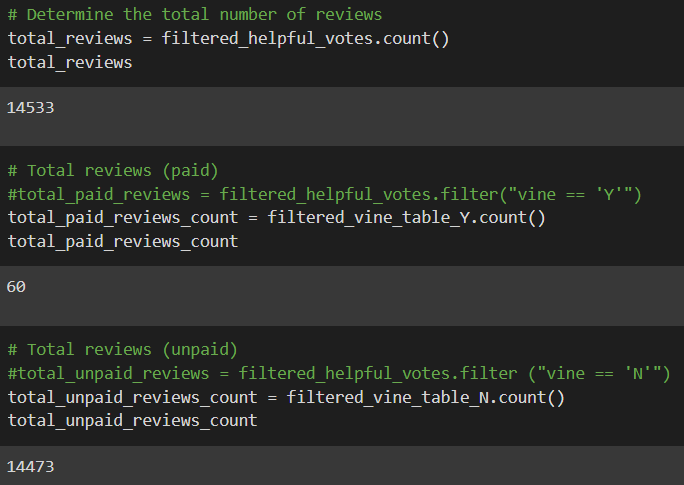 # Determine the total number of reviews
total_reviews = filtered_helpful_votes.count()
total_reviews
14533
# Total reviews (paid)
#total_paid_reviews = filtered_helpful_votes.filter("vine == 'Y'")
total_paid_reviews_count = filtered_vine_table_Y.count()
total_paid_reviews_count
60
# Total reviews (unpaid)
#total_unpaid_reviews = filtered_helpful_votes.filter ("vine == 'N'")
total_unpaid_reviews_count = filtered_vine_table_N.count()
total_unpaid_reviews_count
14473